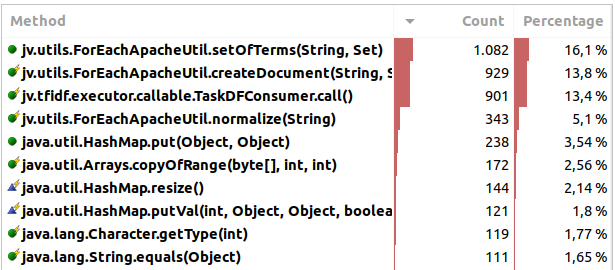 Method Count Percentage
jv.utils.ForEachApacheUtil.setOfTerms(String, Set) 1.082 16,1 %
jv.utils.ForEachApacheUtil.createDocument(String, S 929 13,8 %
jv.tfidf.executor.callable.TaskDFConsumer.call() 901 13,4 %
jv.utils.ForEachApacheUtil.normalize(String) 343 5,1 %
java.util.HashMap.put(Object, Object) 238 3,54 %
java.util.Arrays.copyOfRange(byte[], int, int) 172 2,56 %
java.util.HashMap.resize() 144 2,14 %
java.util.HashMap.putVal(int, Object, Object, boolea 121 1,8 %
java.lang.Character.getType(int) 119 1,77 %
java.lang.String.equals(Object) 111 1,65 %